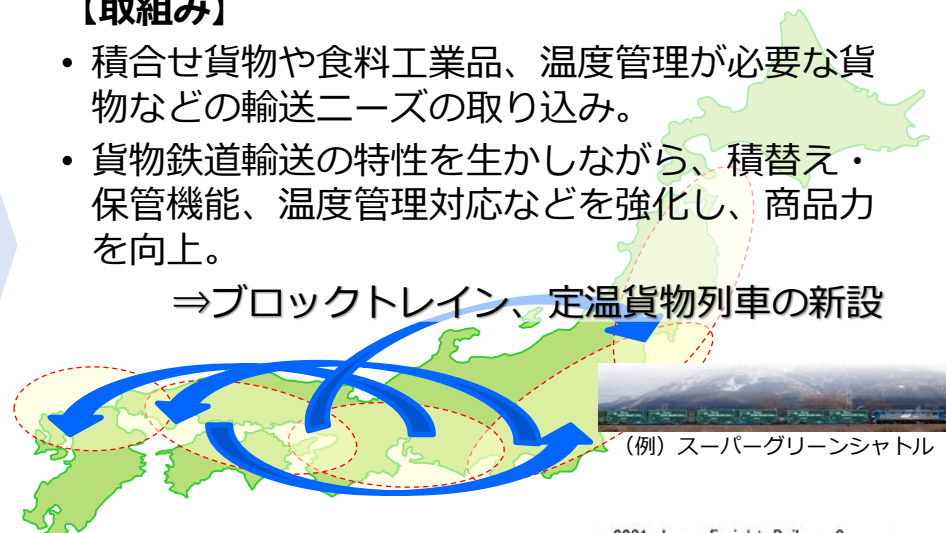 【取組み】
• 積合せ貨物や食料工業品、温度管理が必要な貨
物などの輸送ニーズの取り込み。
• 貨物鉄道輸送の特性を生かしながら、積替え・
保管機能、温度管理対応などを強化し、商品力
を向上。
⇒ブロックトレイン、定温貨物列車の新設
（例）スーパーグリーンシャトル